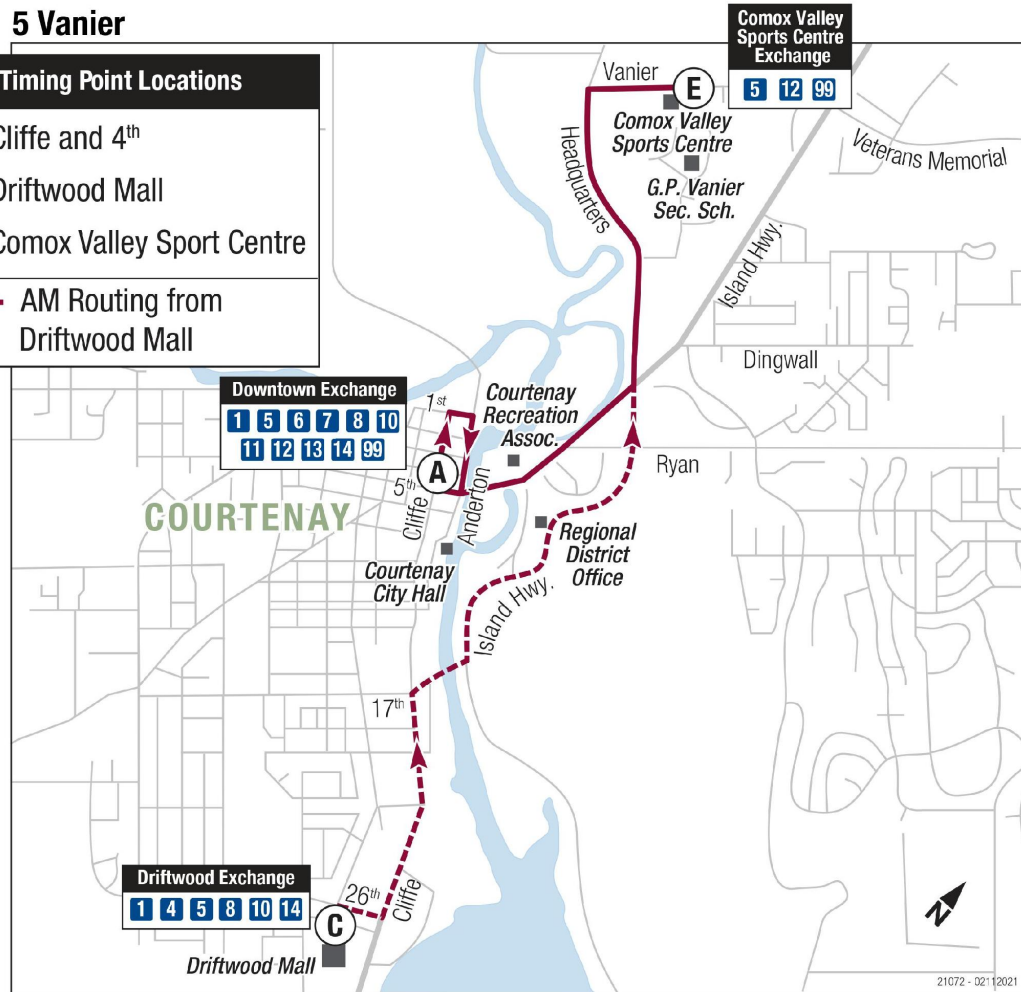 5 Vanier
Timing Point Locations
Cliffe and 4th
Driftwood Mall
Comox Valley Sport Centre
AM Routing from
Driftwood Mall
Comox Valley
Sports Centre
Exchange
5 12 99
Vanier
E
Comox Valley
Sports Centre
G.P. Vanier
Sec. Sch.
Headquarters
Veterans Memorial
Island Hwy.
Dingwall
Downtown Exchange
1 5 6 7 8 10
11 12 13 14 99
1st
Courtenay
Recreation
Assoc.
A
5th
Cliffe
Anderton
Ryan
COURTENAY
Courtenay
City Hall
Regional
District
Office
Island Hwy.
17th
Driftwood Exchange
1 4 5 8 10 14
26th
Cliffe
C
Driftwood Mall
N
21072 - 02112021